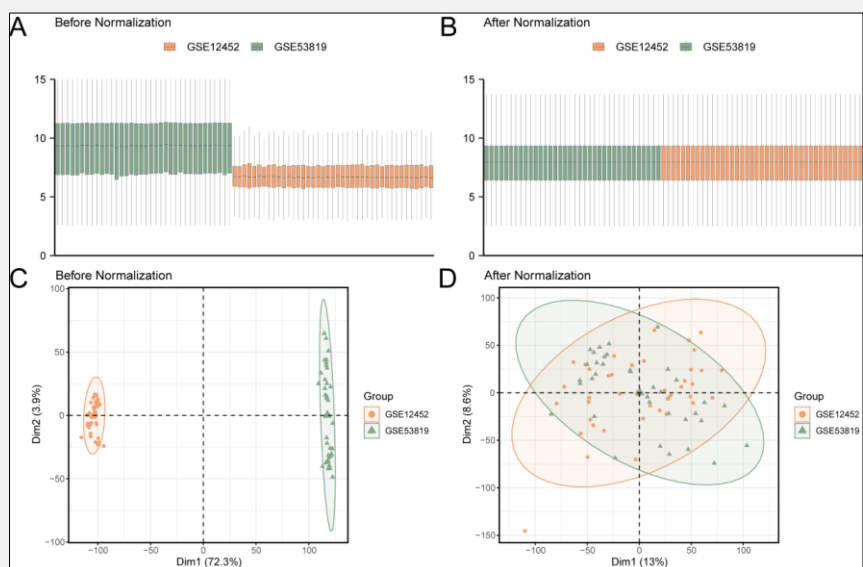 A Before Normalization
GSE12452 GSE53819
15
10
5
0
B After Normalization
GSE12452 GSE53819
15
10
5
0
C Before Normalization
100
50
0
−50
−100
Dim2 (3.9%)
−100 −50 0 50 100
Dim1 (72.3%)
Group
GSE12452
GSE53819
D After Normalization
100
50
0
−50
−100
−150
Dim2 (8.6%)
−100 −50 0 50 100
Dim1 (13%)
Group
GSE12452
GSE53819